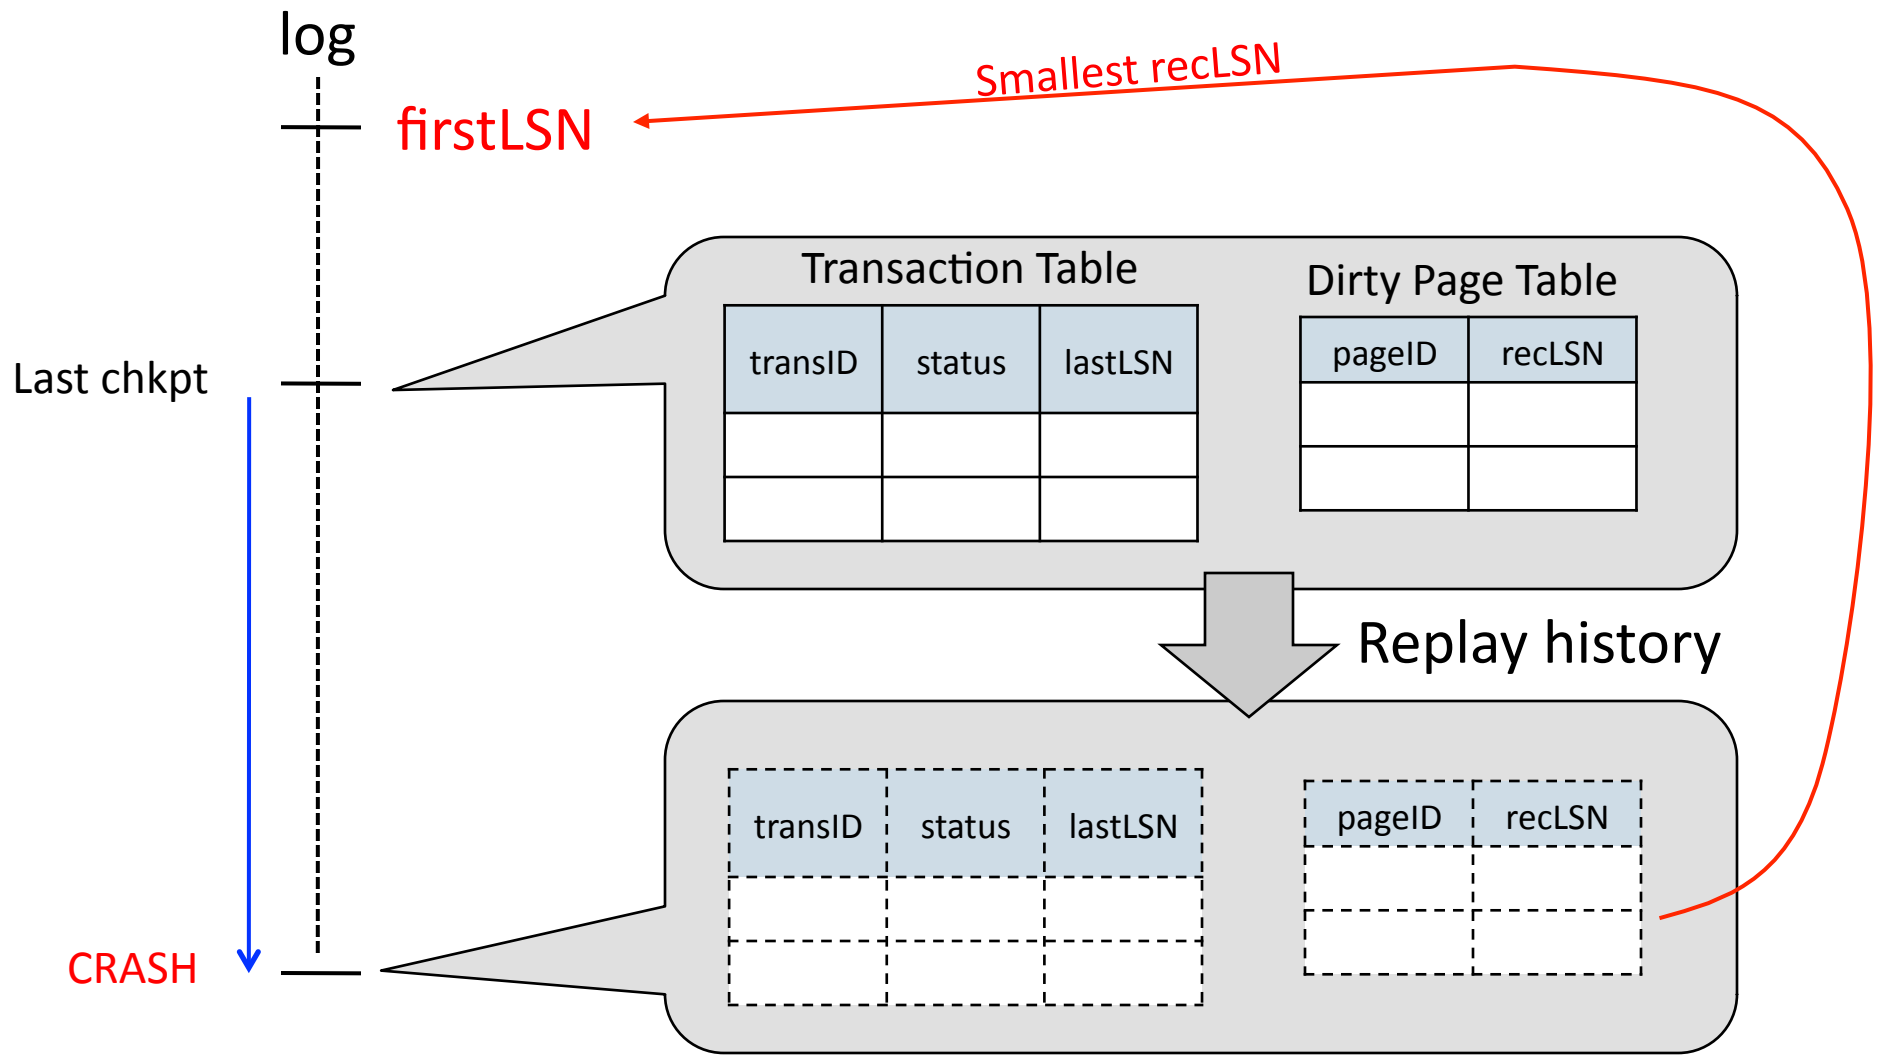 log
Smallest recLSN
firstLSN
Transaction Table
Dirty Page Table
transID status lastLSN
pageID recLSN
Last chkpt
Replay history
transID status lastLSN
pageID recLSN
CRASH